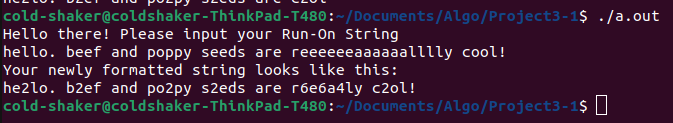 he2lo. b2ef and po2py s2eds are c2ol!
cold-shaker@coldshaker-ThinkPad-T480:~/Documents/Algo/Project3-1$ ./a.out
Hello there! Please input your Run-On String
hello. beef and poppy seeds are reeeeeeaaaaaalllly cool!
Your newly formatted string looks like this:
he2lo. b2ef and po2py s2eds are r6e6a4ly c2ol!
cold-shaker@coldshaker-ThinkPad-T480:~/Documents/Algo/Project3-1$